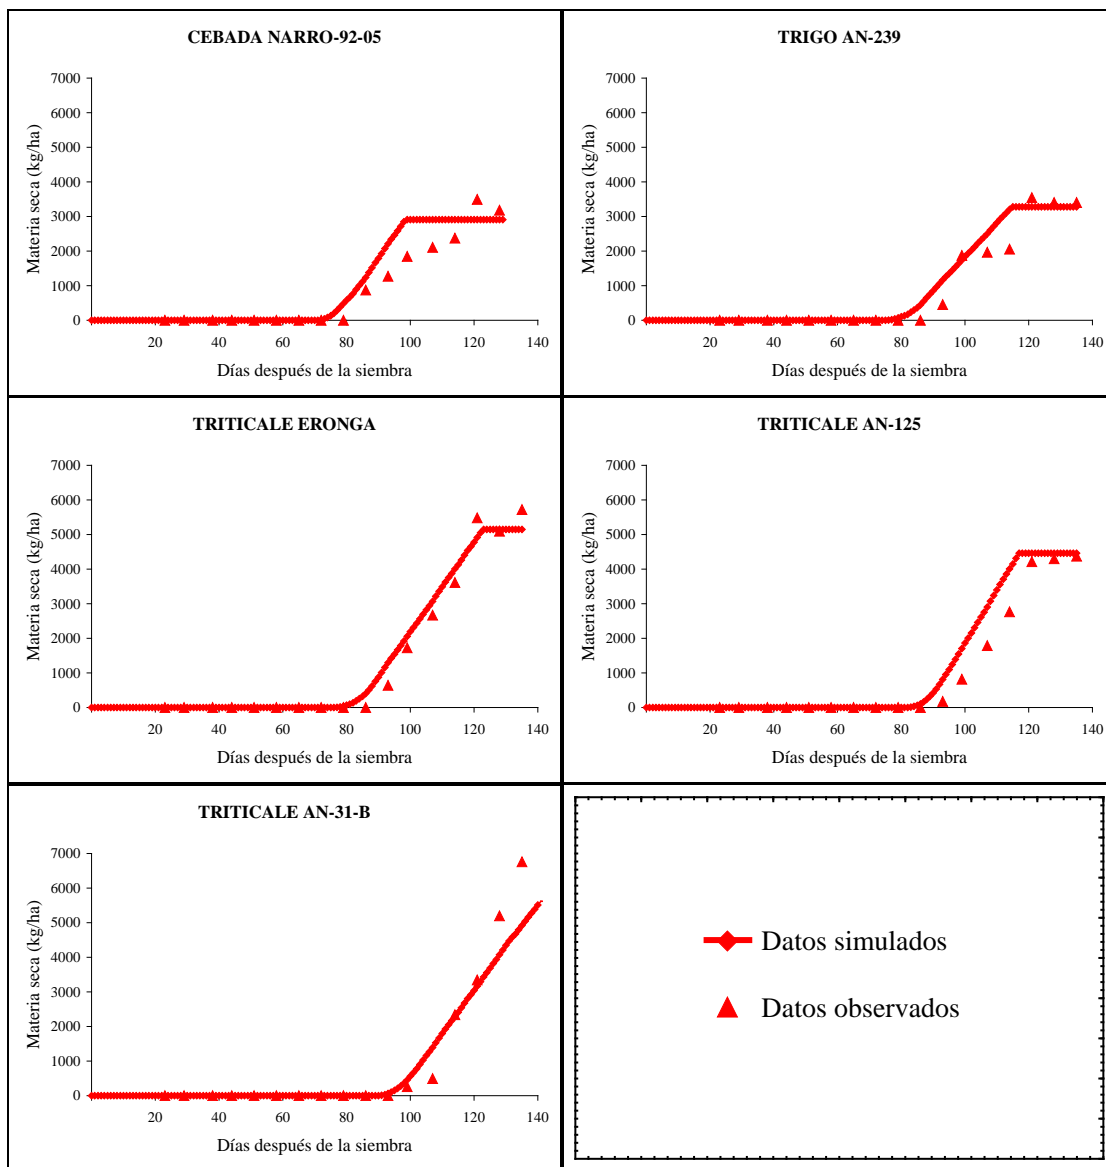 CEBADA NARRO-92-05
7000
6000
5000
4000
3000
2000
1000
0
Materia seca (kg/ha)
20 40 60 80 100 120 140
Días después de la siembra
TRIGO AN-239
7000
6000
5000
4000
3000
2000
1000
0
Materia seca (kg/ha)
20 40 60 80 100 120 140
Días después de la siembra
TRITICALE ERONGA
7000
6000
5000
4000
3000
2000
1000
0
Materia seca (kg/ha)
20 40 60 80 100 120 140
Días después de la siembra
TRITICALE AN-125
7000
6000
5000
4000
3000
2000
1000
0
Materia seca (kg/ha)
20 40 60 80 100 120 140
Días después de la siembra
TRITICALE AN-31-B
7000
6000
5000
4000
3000
2000
1000
0
Materia seca (kg/ha)
20 40 60 80 100 120 140
Días después de la siembra
Datos simulados
Datos observados